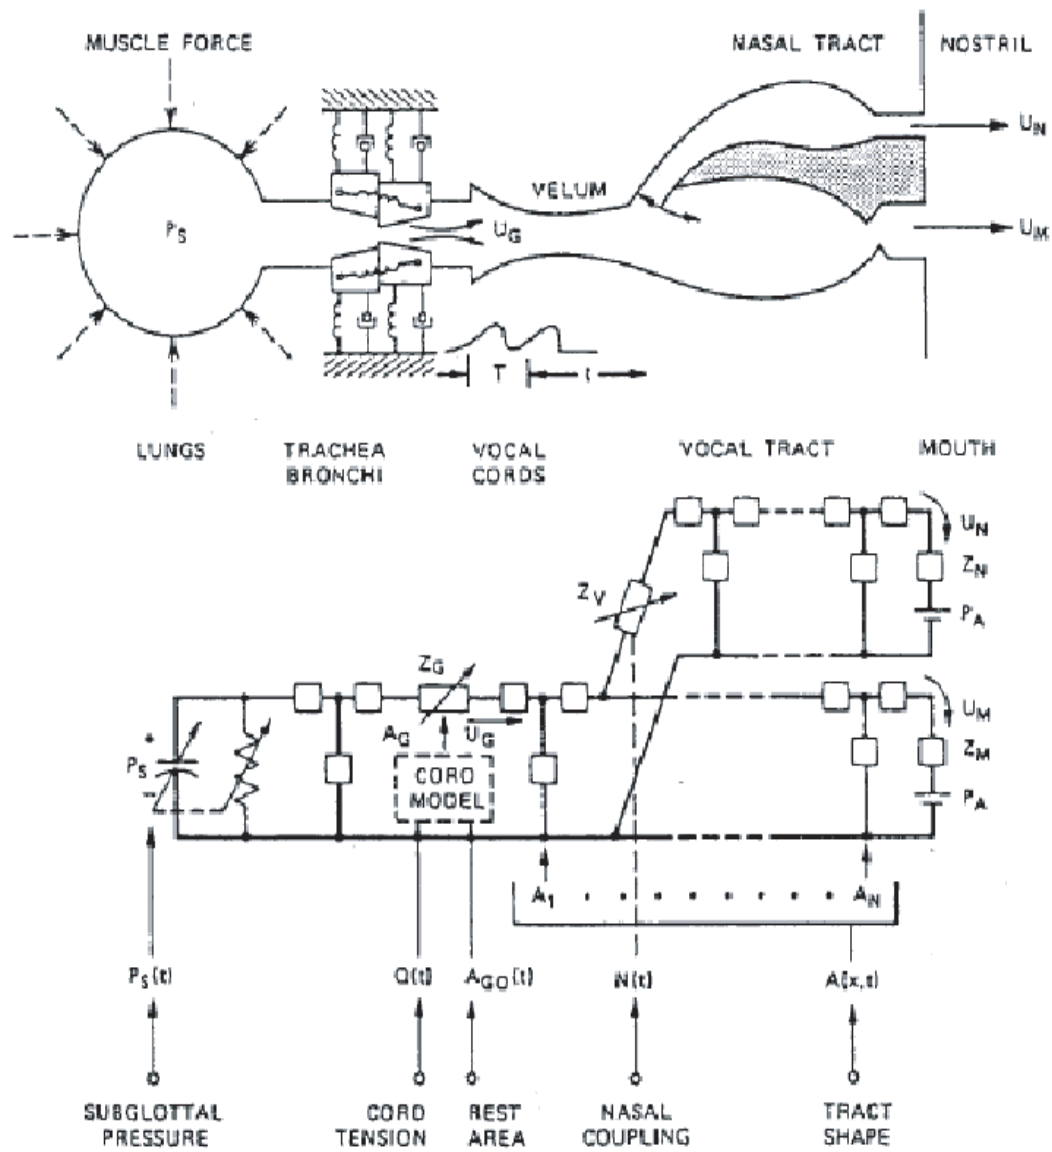 MUSCLE FORCE
NASAL TRACT
NOSTRIL
U_N
VELUM
P_S
U_G
U_M
T
t
LUNGS
TRACHEA
BRONCHI
VOCAL
CORDS
VOCAL TRACT
MOUTH
U_N
Z_N
P_A
Z_V
Z_G
A_G
U_G
CORD
MODEL
+
P_S
−
U_M
Z_M
P_A
A_1
A_N
P_S(t)
Q(t)
A_GO(t)
N(t)
A(x,t)
SUBGLOTTAL
PRESSURE
CORD
TENSION
REST
AREA
NASAL
COUPLING
TRACT
SHAPE